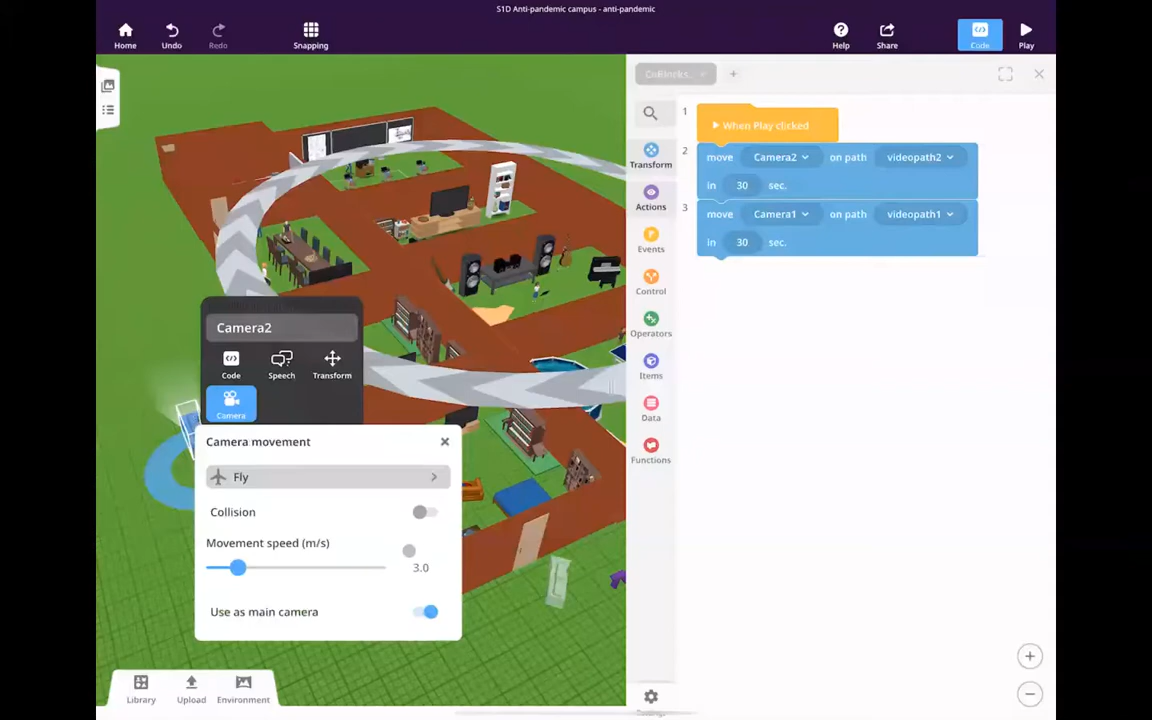 S1D Anti-pandemic campus - anti-pandemic
Home
Undo
Redo
Snapping
Help
Share
Code
Play
CoBlocks
1
When Play clicked
2
move Camera2 on path videopath2
in 30 sec.
3
move Camera1 on path videopath1
in 30 sec.
Transform
Actions
Events
Control
Operators
Items
Data
Functions
Camera2
Code
Speech
Transform
Camera
Camera movement
Fly
Collision
Movement speed (m/s)
3.0
Use as main camera
Library
Upload
Environment